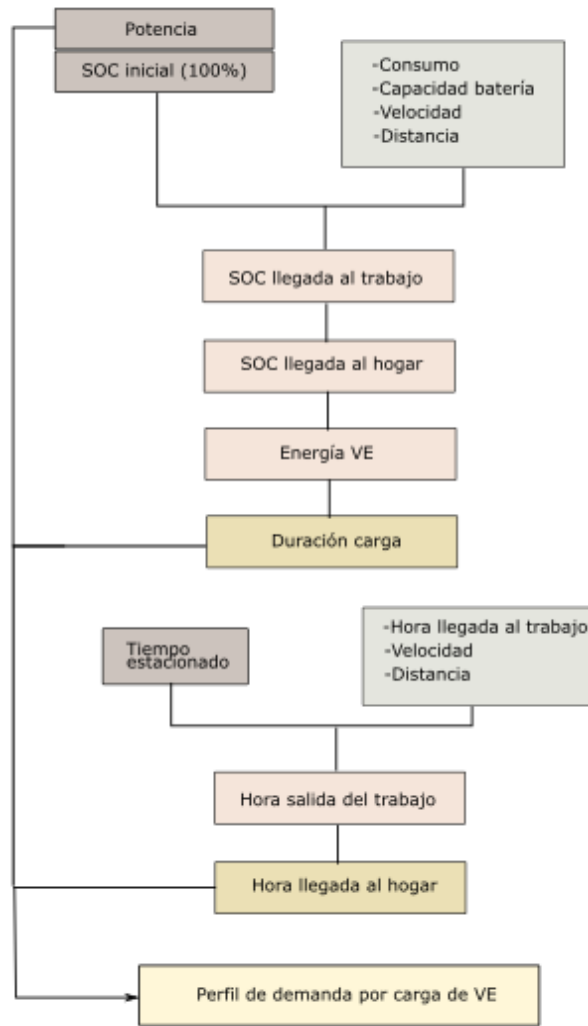 Potencia
SOC inicial (100%)
-Consumo
-Capacidad batería
-Velocidad
-Distancia
SOC llegada al trabajo
SOC llegada al hogar
Energía VE
Duración carga
Tiempo
estacionado
-Hora llegada al trabajo
-Velocidad
-Distancia
Hora salida del trabajo
Hora llegada al hogar
Perfil de demanda por carga de VE